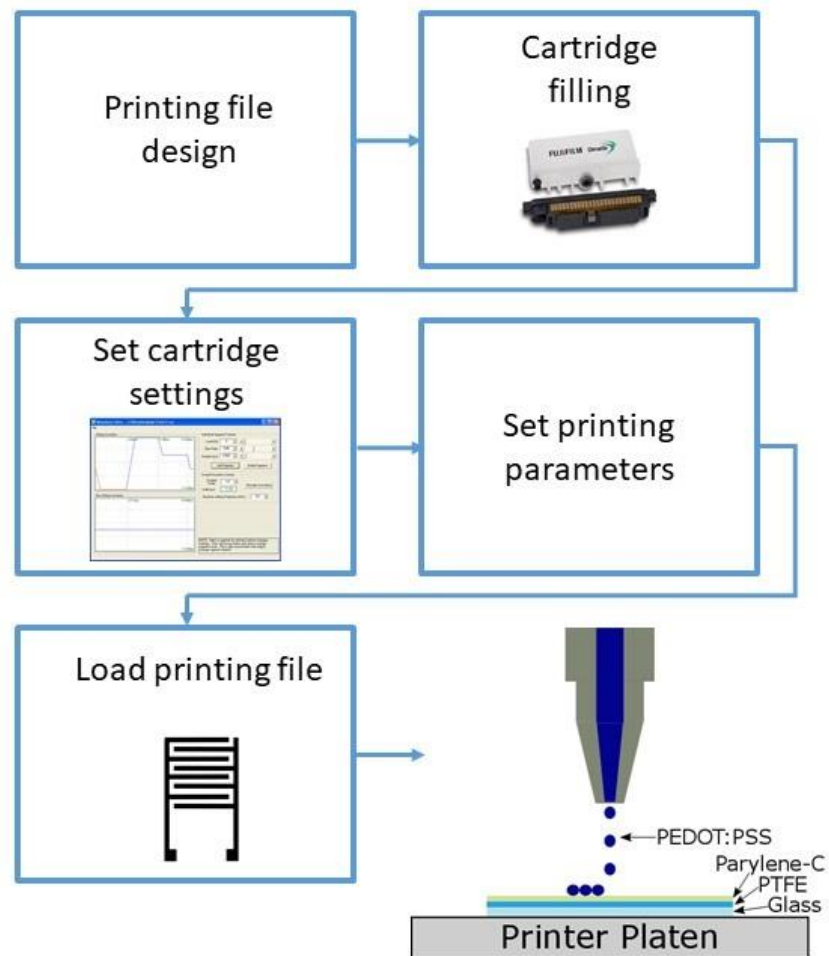 Printing file
design
Cartridge
filling
FUJIFILM Dimatix
Set cartridge
settings
Set printing
parameters
Load printing file
PEDOT:PSS
Parylene-C
PTFE
Glass
Printer Platen